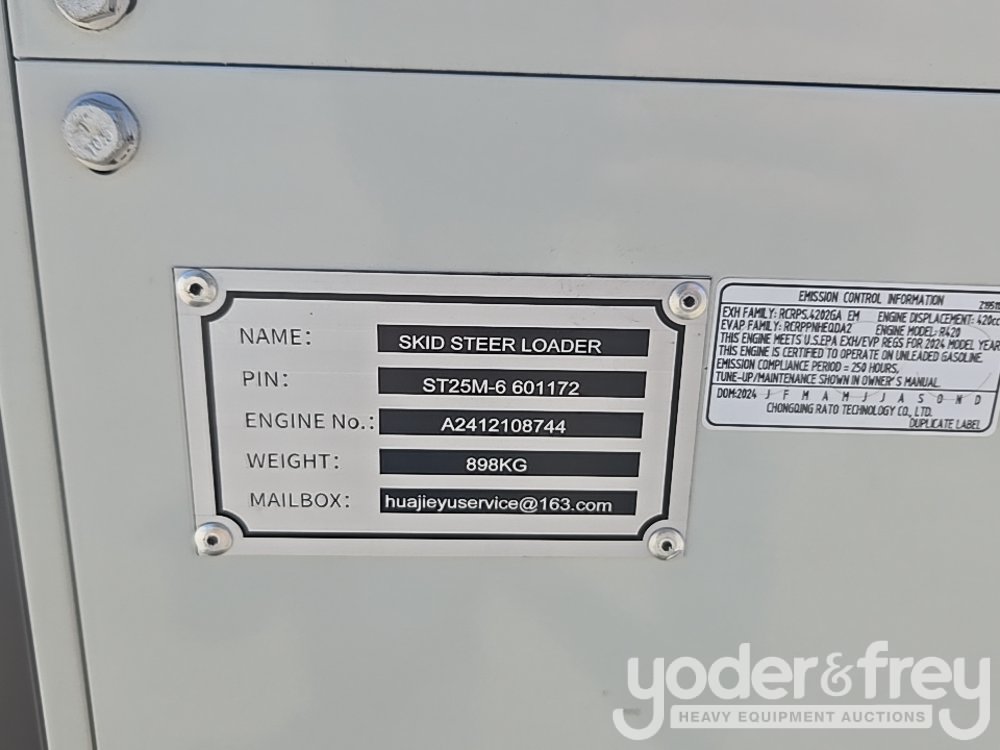 10.9
NAME: SKID STEER LOADER
PIN: ST25M-6 601172
ENGINE No.: A2412108744
WEIGHT: 898KG
MAILBOX: huajieyuservice@163.com
EMISSION CONTROL INFORMATION
EXH FAMILY: RCRPS.4202GA EM ENGINE DISPLACEMENT: 420cc
EVAP FAMILY: RCRPPNHEQDA2 ENGINE MODEL: R420
THIS ENGINE MEETS U.S.EPA EXH/EVP REGS FOR 2024 MODEL YEAR
THIS ENGINE IS CERTIFIED TO OPERATE ON UNLEADED GASOLINE.
EMISSION COMPLIANCE PERIOD = 250 HOURS,
TUNE-UP/MAINTENANCE SHOWN IN OWNER'S MANUAL
DOM:2024 J F M A M J J A S O N D
CHONGQING RATO TECHNOLOGY CO., LTD.
DUPLICATE LABEL
yoder&frey
HEAVY EQUIPMENT AUCTIONS